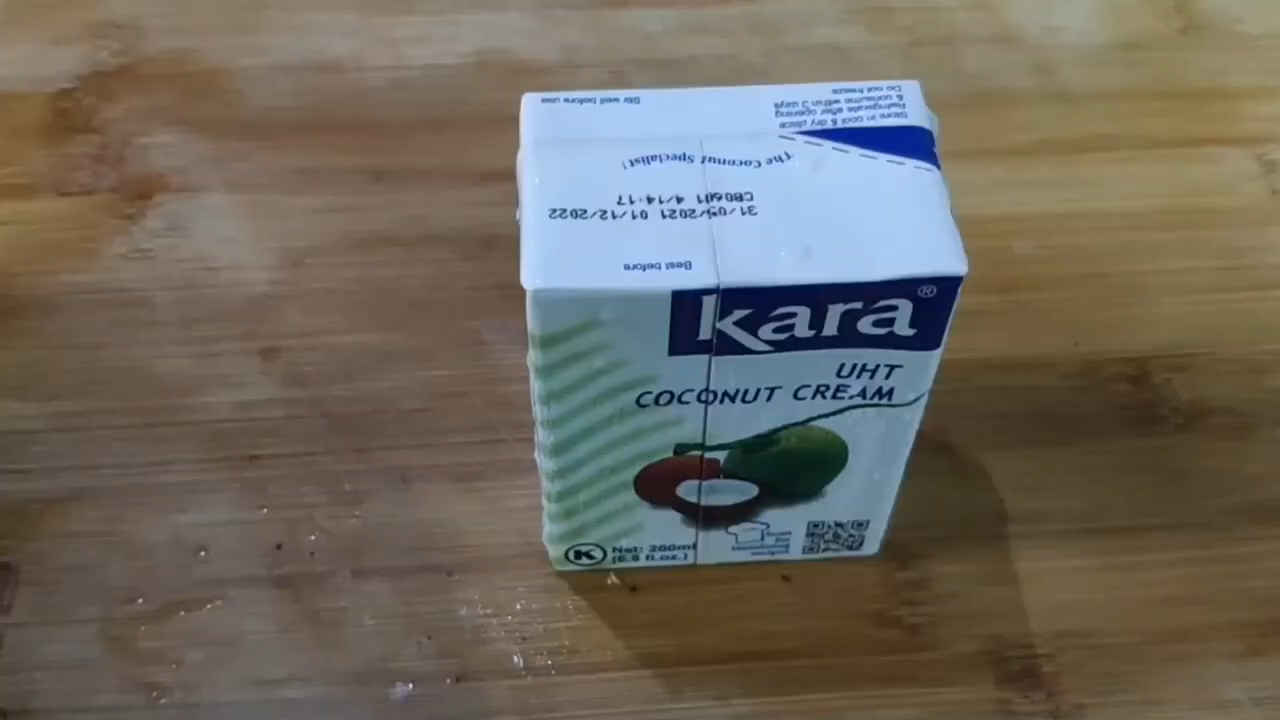 Stir well before use
Store in cool & dry place
Refrigerate after opening
& consume within 3 days
Do not freeze
The Coconut Specialist!
CB0601 4/14:17
31/05/2021 01/12/2022
Best before
kara®
UHT
COCONUT CREAM
K
Net: 200ml
(6.8 fl.oz.)